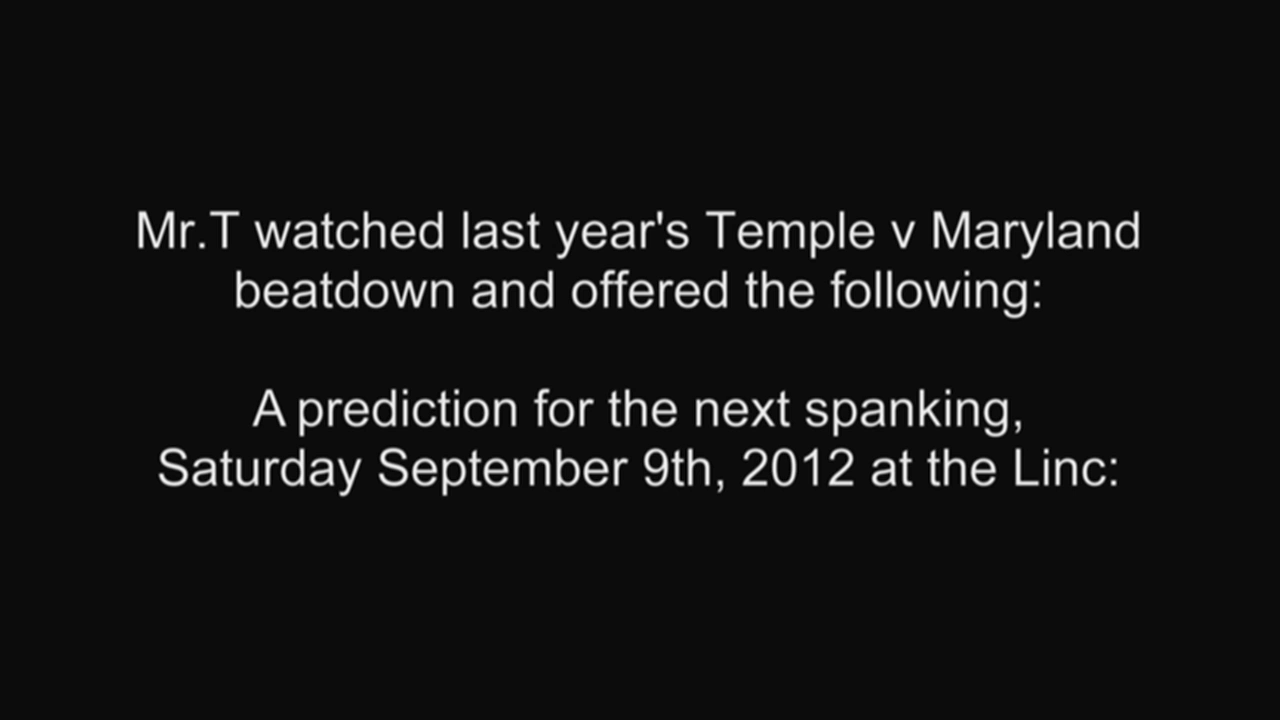 Mr.T watched last year's Temple v Maryland
beatdown and offered the following:
A prediction for the next spanking,
Saturday September 9th, 2012 at the Linc: